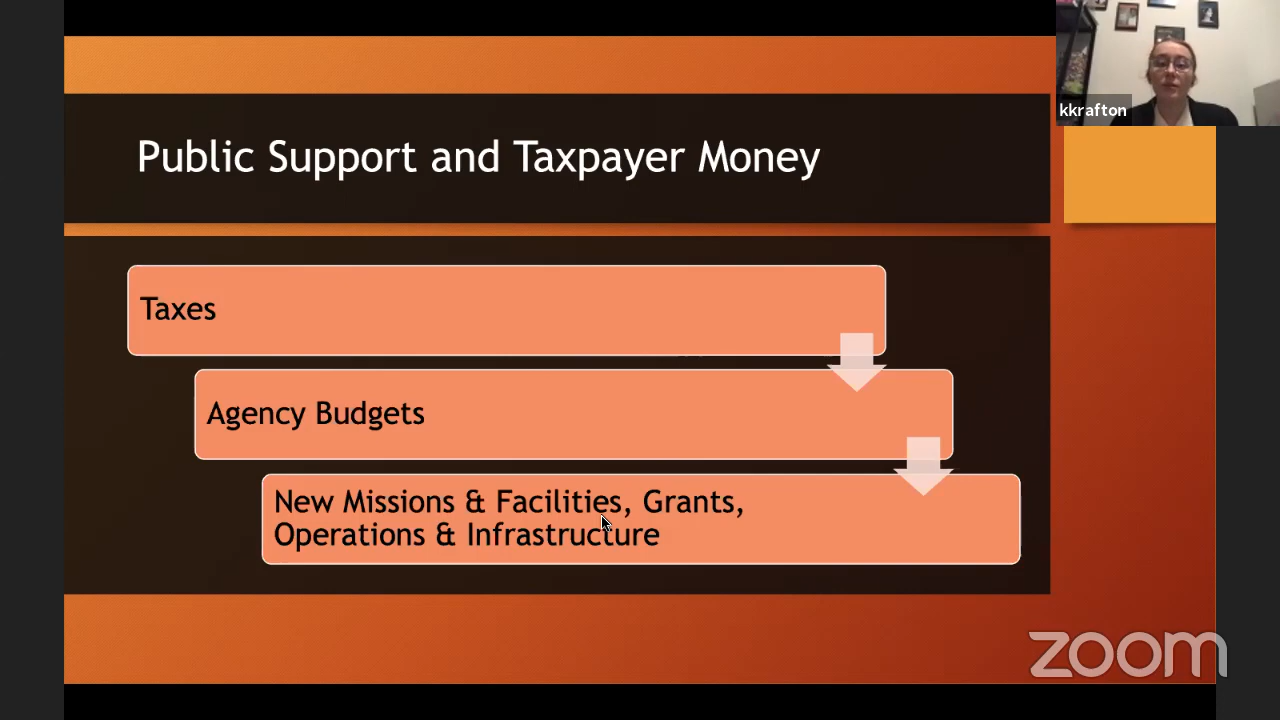 kkrafton
Public Support and Taxpayer Money
Taxes
Agency Budgets
New Missions & Facilities, Grants,
Operations & Infrastructure
zoom